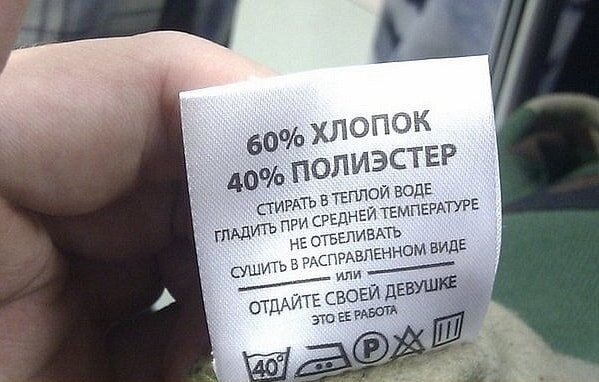 60% ХЛОПОК
40% ПОЛИЭСТЕР
СТИРАТЬ В ТЕПЛОЙ ВОДЕ
ГЛАДИТЬ ПРИ СРЕДНЕЙ ТЕМПЕРАТУРЕ
НЕ ОТБЕЛИВАТЬ
СУШИТЬ В РАСПРАВЛЕННОМ ВИДЕ
ИЛИ
ОТДАЙТЕ СВОЕЙ ДЕВУШКЕ
ЭТО ЕЕ РАБОТА
40° P